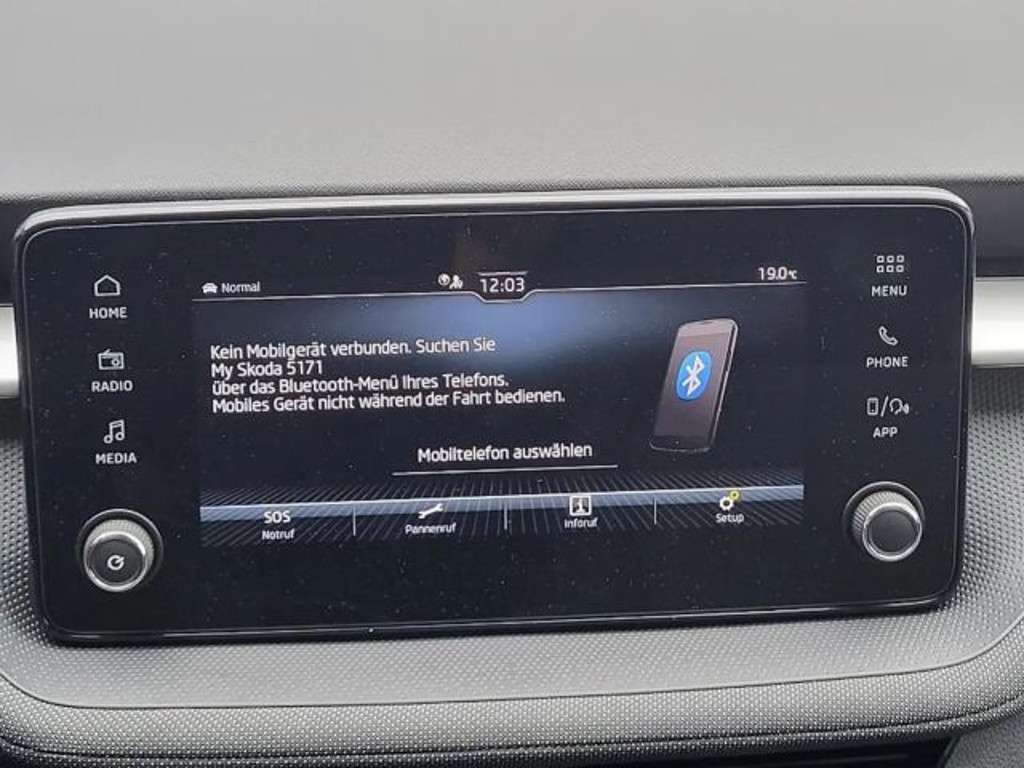 Normal
12:03
19.0°C
HOME
RADIO
MEDIA
Kein Mobilgerät verbunden. Suchen Sie
My Skoda 5171
über das Bluetooth-Menü Ihres Telefons.
Mobiles Gerät nicht während der Fahrt bedienen.
Mobiltelefon auswählen
SOS
Notruf
Pannenruf
Inforuf
Setup
MENU
PHONE
APP